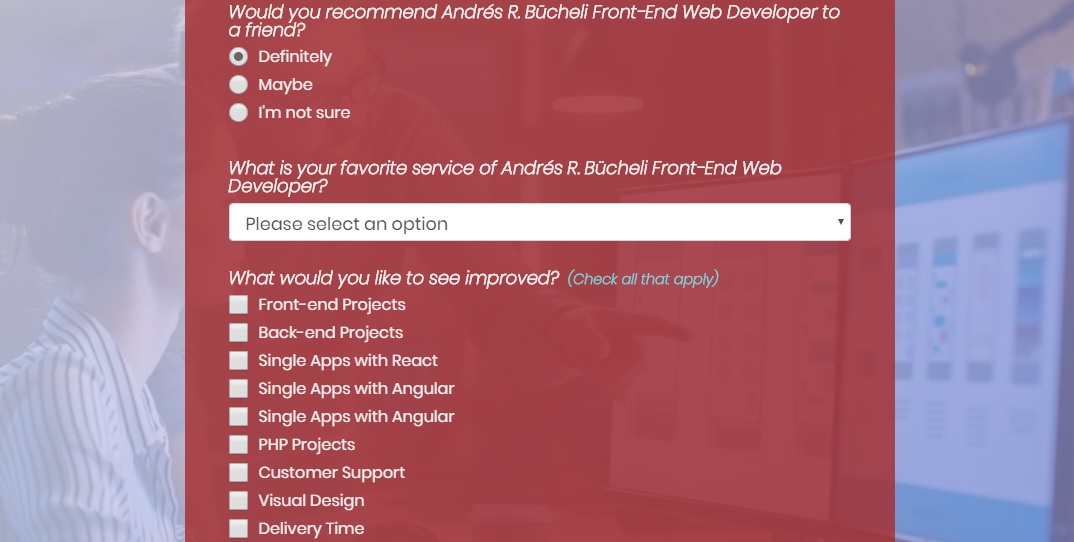 Would you recommend Andrés R. Bücheli Front-End Web Developer to
a friend?
Definitely
Maybe
I'm not sure
What is your favorite service of Andrés R. Bücheli Front-End Web
Developer?
Please select an option
What would you like to see improved? (Check all that apply)
Front-end Projects
Back-end Projects
Single Apps with React
Single Apps with Angular
Single Apps with Angular
PHP Projects
Customer Support
Visual Design
Delivery Time